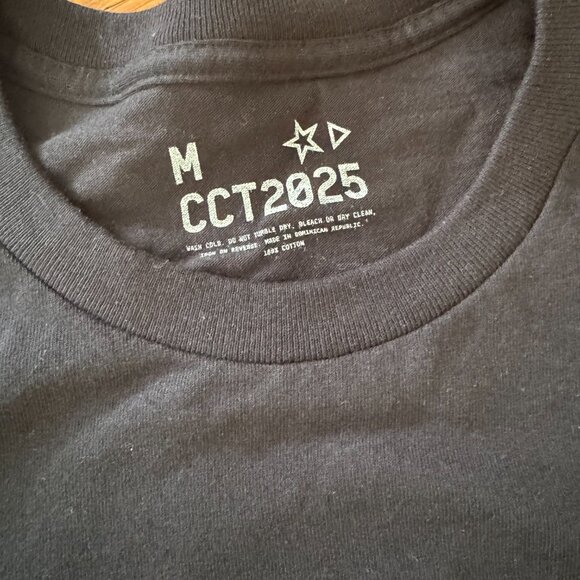 M
CCT2025
WASH COLD, DO NOT TUMBLE DRY, BLEACH OR DRY CLEAN,
IRON ON REVERSE. MADE IN DOMINICAN REPUBLIC.
100% COTTON